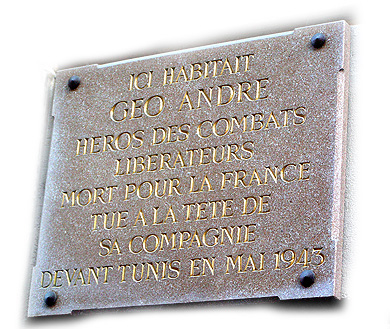 ICI HABITAIT
GEO ANDRE
HEROS DES COMBATS
LIBERATEURS
MORT POUR LA FRANCE
TUE A LA TETE DE
SA COMPAGNIE
DEVANT TUNIS EN MAI 1943